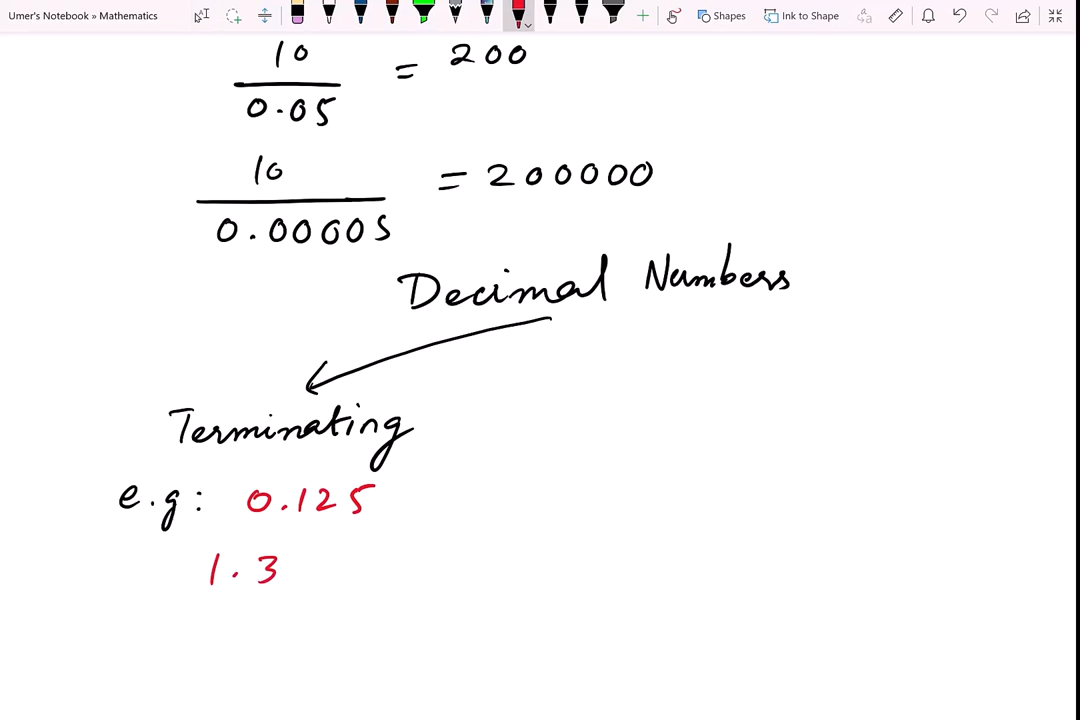 Umer's Notebook » Mathematics
Shapes
Ink to Shape
10
= 200
0.05
10
= 200000
0.00005
Decimal Numbers
Terminating
e.g: 0.125
1.3